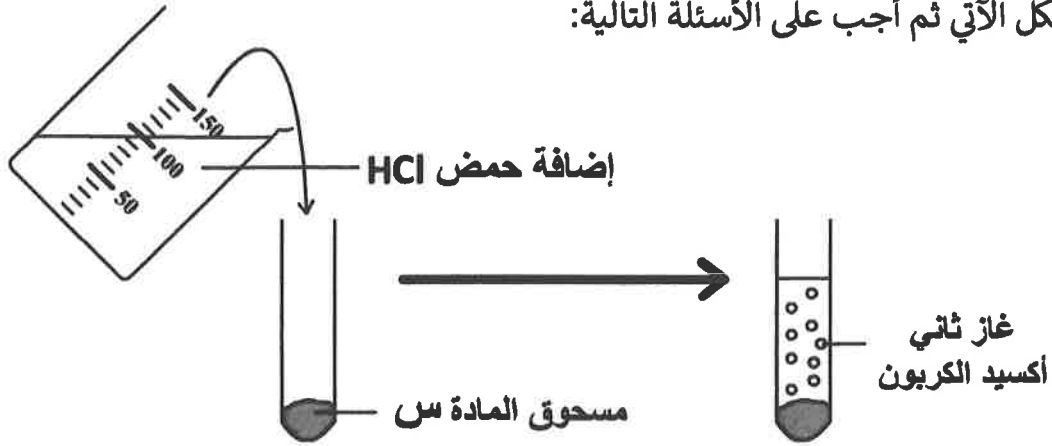 كل الآتي ثم أجب على الأسئلة التالية:
150
100
50
إضافة حمض HCl
غاز ثاني
أكسيد الكربون
مسحوق المادة س